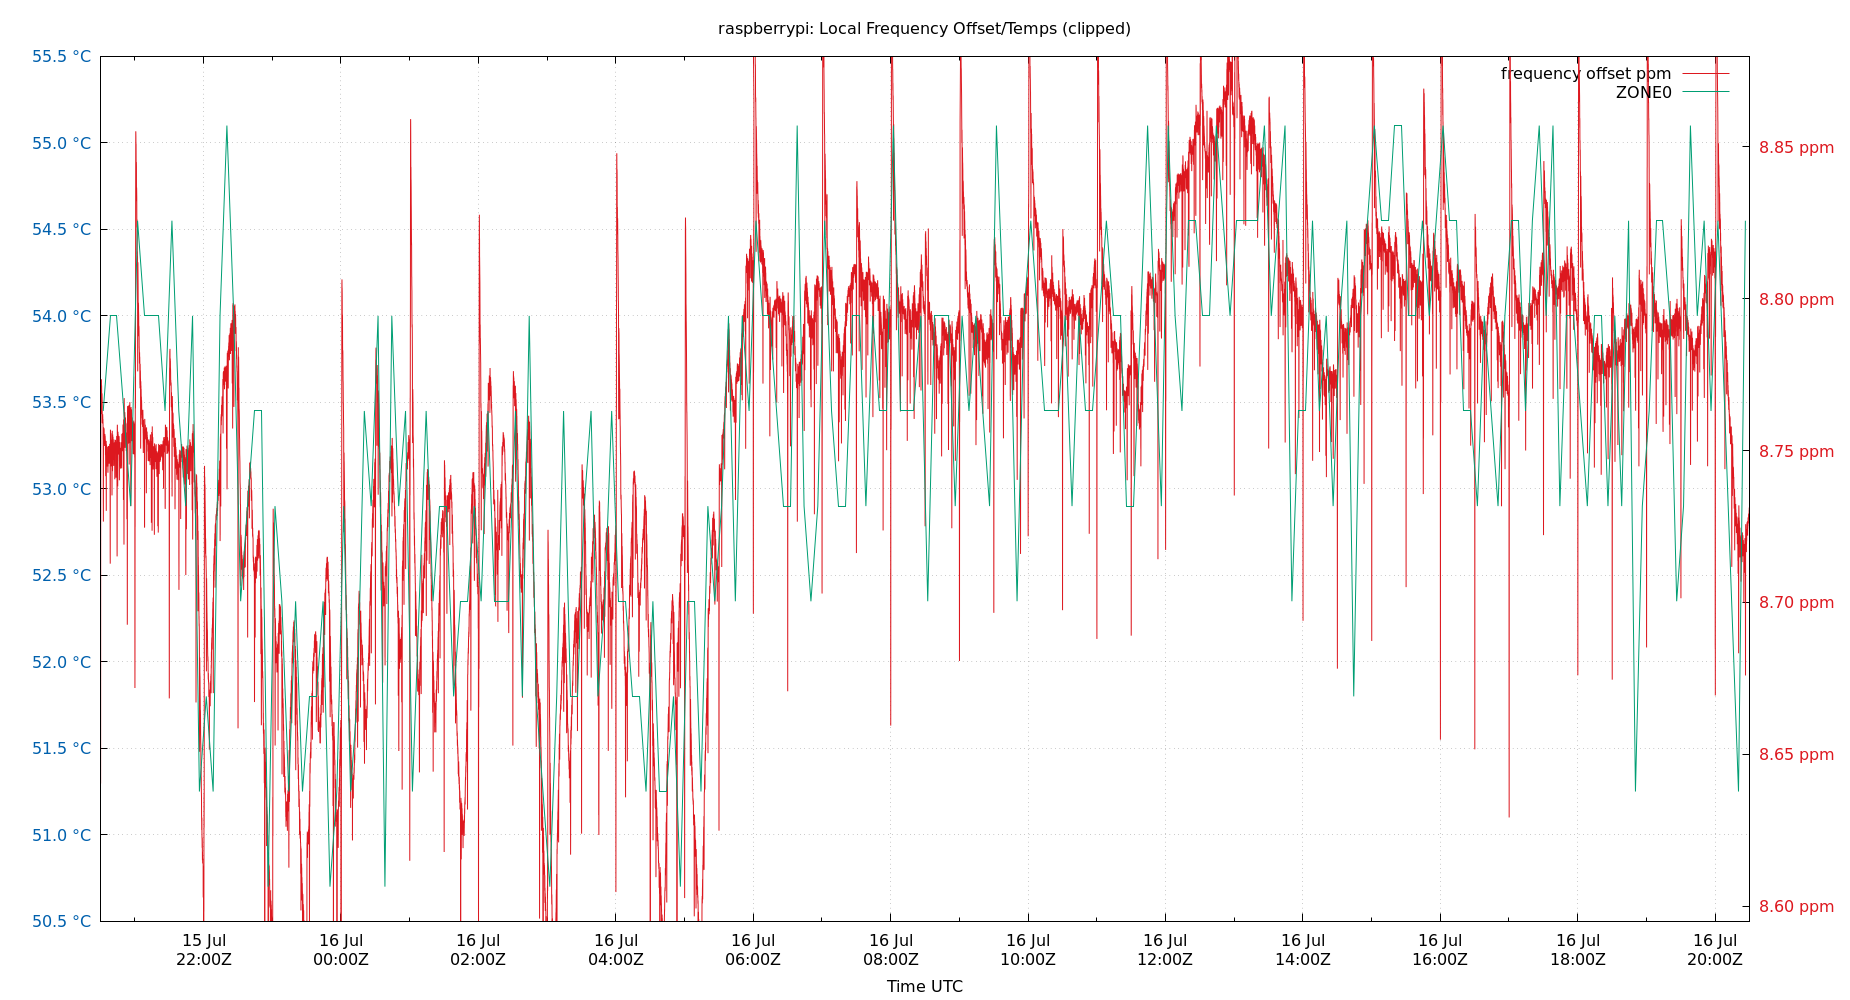 raspberrypi: Local Frequency Offset/Temps (clipped)
frequency offset ppm
ZONE0
55.5 °C
55.0 °C
54.5 °C
54.0 °C
53.5 °C
53.0 °C
52.5 °C
52.0 °C
51.5 °C
51.0 °C
50.5 °C
8.85 ppm
8.80 ppm
8.75 ppm
8.70 ppm
8.65 ppm
8.60 ppm
15 Jul
22:00Z
16 Jul
00:00Z
16 Jul
02:00Z
16 Jul
04:00Z
16 Jul
06:00Z
16 Jul
08:00Z
16 Jul
10:00Z
16 Jul
12:00Z
16 Jul
14:00Z
16 Jul
16:00Z
16 Jul
18:00Z
16 Jul
20:00Z
Time UTC